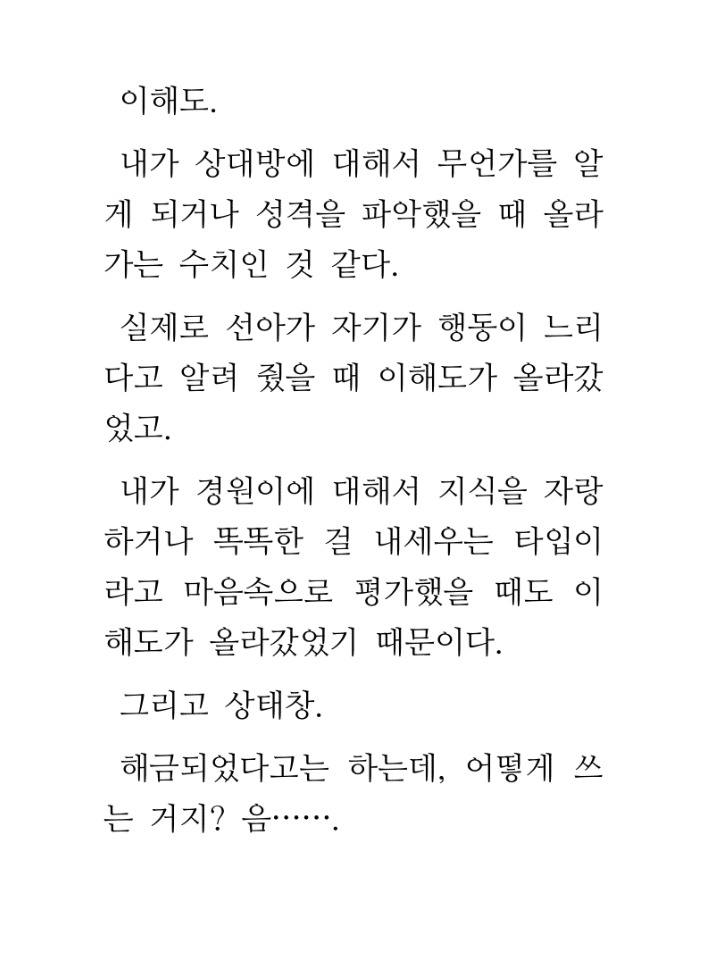 이해도.
내가 상대방에 대해서 무언가를 알
게 되거나 성격을 파악했을 때 올라
가는 수치인 것 같다.
실제로 선아가 자기가 행동이 느리
다고 알려 줬을 때 이해도가 올라갔
었고.
내가 경원이에 대해서 지식을 자랑
하거나 똑똑한 걸 내세우는 타입이
라고 마음속으로 평가했을 때도 이
해도가 올라갔었기 때문이다.
그리고 상태창.
해금되었다고는 하는데, 어떻게 쓰
는 거지? 음…….